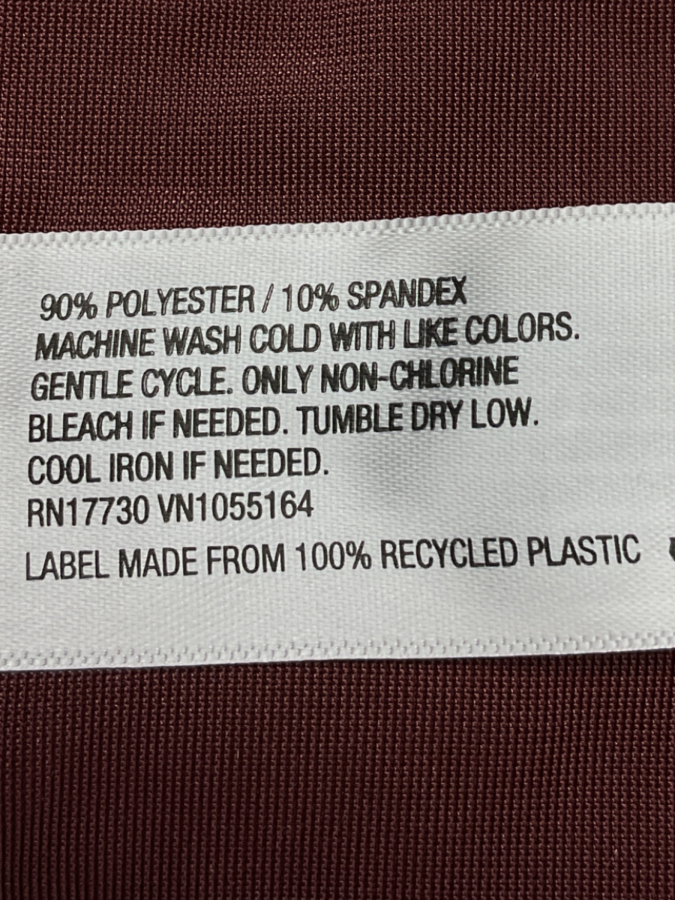 90% POLYESTER / 10% SPANDEX
MACHINE WASH COLD WITH LIKE COLORS.
GENTLE CYCLE. ONLY NON-CHLORINE
BLEACH IF NEEDED. TUMBLE DRY LOW.
COOL IRON IF NEEDED.
RN17730 VN1055164
LABEL MADE FROM 100% RECYCLED PLASTIC